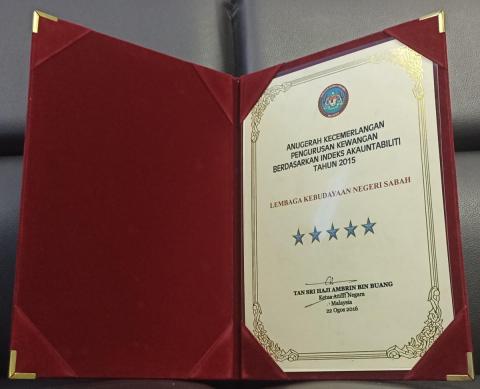 ANUGERAH KECEMERLANGAN
PENGURUSAN KEWANGAN
BERDASARKAN INDEKS AKAUNTABILITI
TAHUN 2015
LEMBAGA KEBUDAYAAN NEGERI SABAH
TAN SRI HAJI AMBRIN BIN BUANG
Ketua Audit Negara
Malaysia
22 Ogos 2016